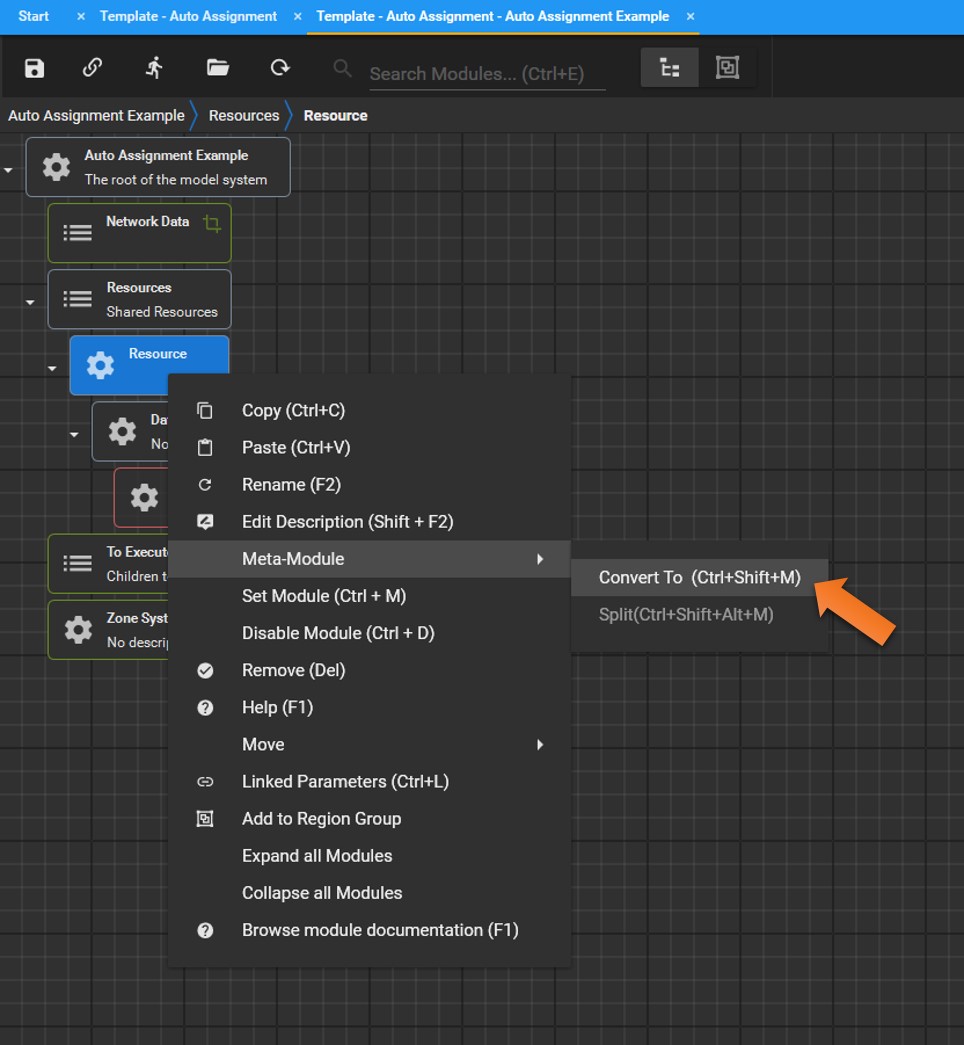 Start × Template - Auto Assignment × Template - Auto Assignment - Auto Assignment Example ×
Search Modules... (Ctrl+E)
Auto Assignment Example Resources Resource
Auto Assignment Example
The root of the model system
Network Data
Resources
Shared Resources
Resource
Da
No
To Execut
Children t
Zone Syst
No descrip
Copy (Ctrl+C)
Paste (Ctrl+V)
Rename (F2)
Edit Description (Shift + F2)
Meta-Module
Set Module (Ctrl + M)
Disable Module (Ctrl + D)
Remove (Del)
Help (F1)
Move
Linked Parameters (Ctrl+L)
Add to Region Group
Expand all Modules
Collapse all Modules
Browse module documentation (F1)
Convert To (Ctrl+Shift+M)
Split(Ctrl+Shift+Alt+M)